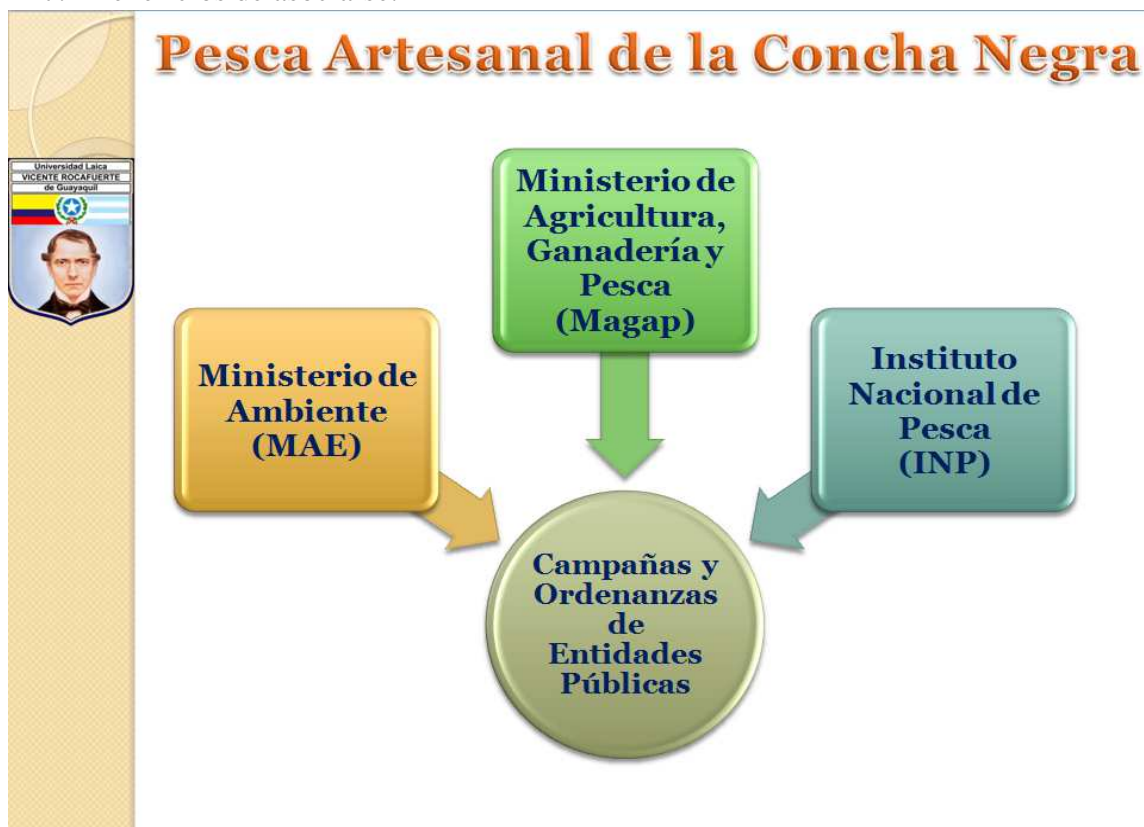 Pesca Artesanal de la Concha Negra
Universidad Laica
VICENTE ROCAFUERTE
de Guayaquil
Ministerio de
Agricultura,
Ganadería y
Pesca
(Magap)
Ministerio de
Ambiente
(MAE)
Instituto
Nacional de
Pesca
(INP)
Campañas y
Ordenanzas
de
Entidades
Públicas